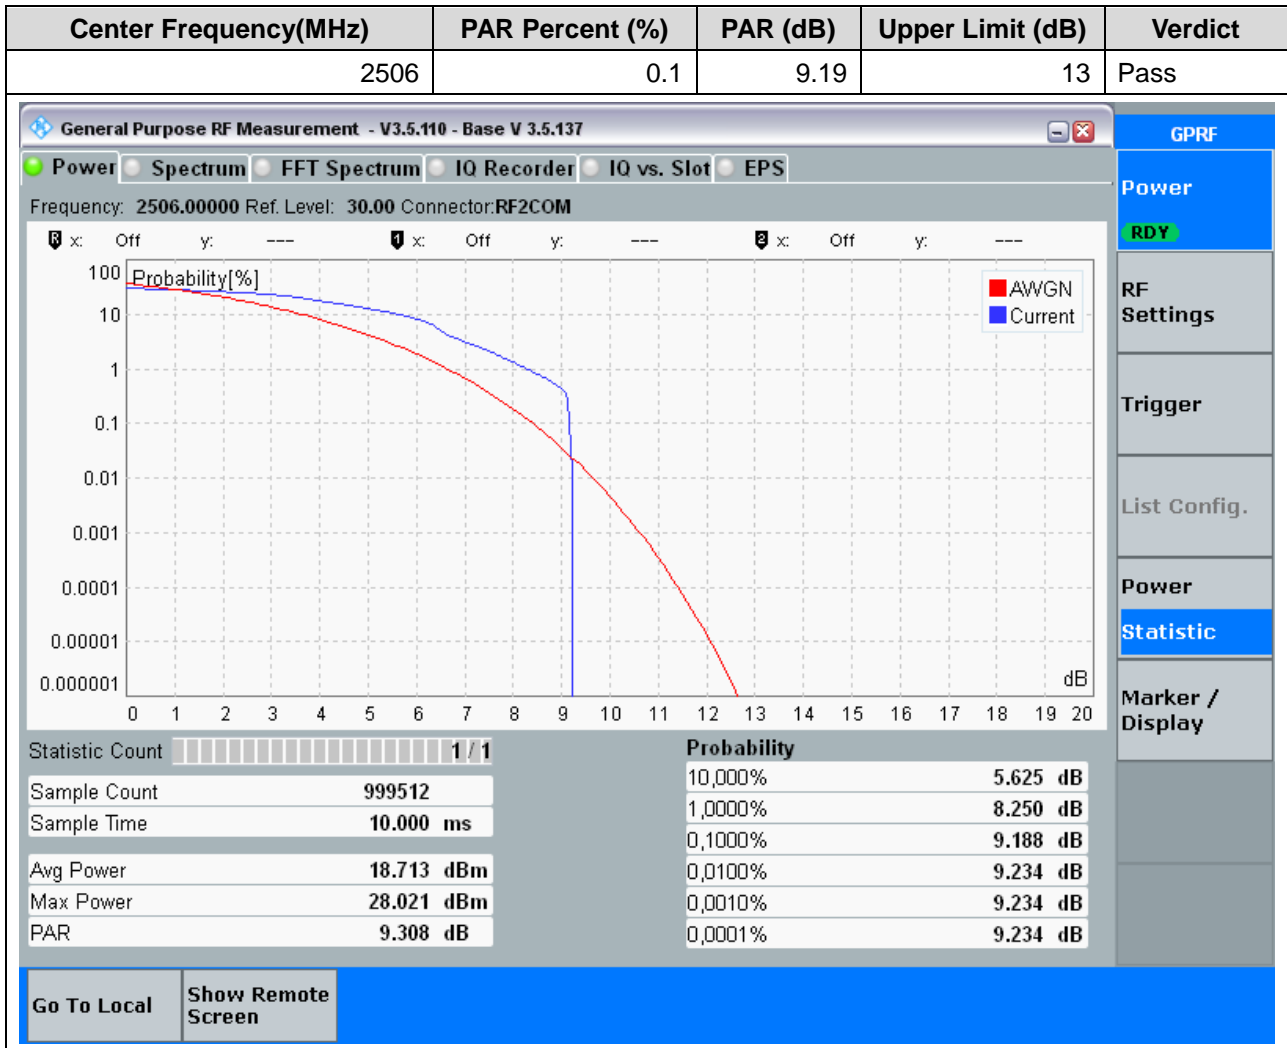 Center Frequency(MHz) PAR Percent (%) PAR (dB) Upper Limit (dB) Verdict
2506 0.1 9.19 13 Pass
General Purpose RF Measurement - V3.5.110 - Base V 3.5.137
GPRF
Power Spectrum FFT Spectrum IQ Recorder IQ vs. Slot EPS
Frequency: 2506.00000 Ref. Level: 30.00 Connector:RF2COM
R x: Off y: --- 1 x: Off y: --- 2 x: Off y: ---
Probability[%]
AWGN
Current
100
10
1
0.1
0.01
0.001
0.0001
0.00001
0.000001
dB
0 1 2 3 4 5 6 7 8 9 10 11 12 13 14 15 16 17 18 19 20
Statistic Count 1 / 1
Sample Count 999512
Sample Time 10.000 ms
Avg Power 18.713 dBm
Max Power 28.021 dBm
PAR 9.308 dB
Probability
10,000% 5.625 dB
1,0000% 8.250 dB
0,1000% 9.188 dB
0,0100% 9.234 dB
0,0010% 9.234 dB
0,0001% 9.234 dB
Power
RDY
RF
Settings
Trigger
List Config.
Power
Statistic
Marker /
Display
Go To Local
Show Remote
Screen